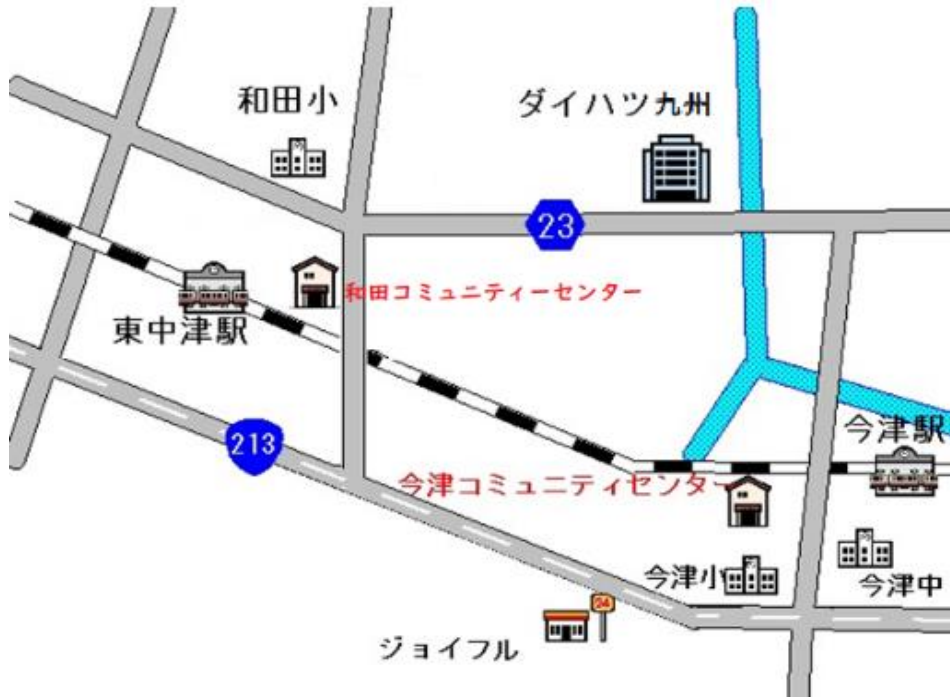 和田小
ダイハツ九州
23
和田コミュニティーセンター
東中津駅
今津駅
213
今津コミュニティセンター
今津小
今津中
24
ジョイフル